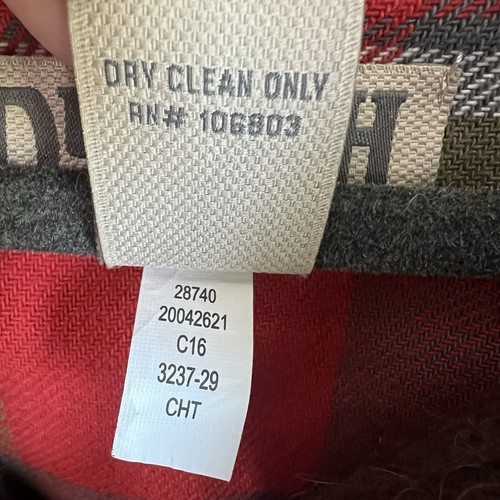 DRY CLEAN ONLY
RN# 106803
28740
20042621
C16
3237-29
CHT